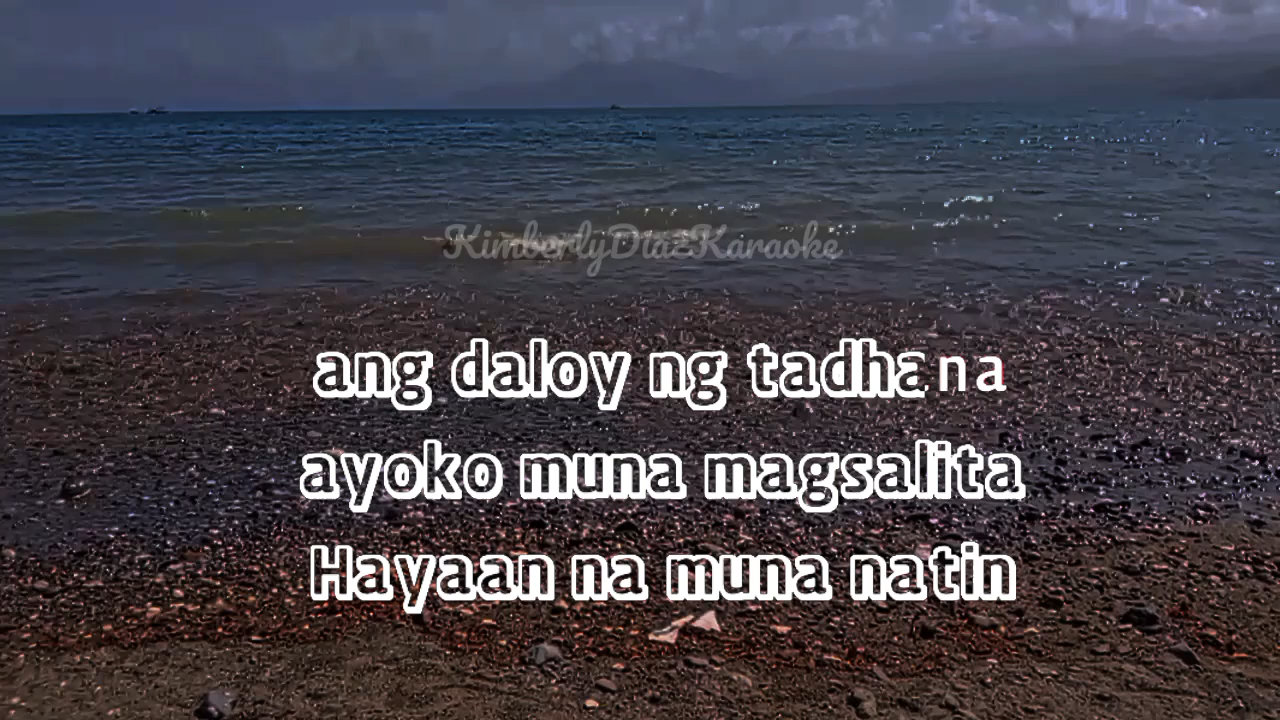 KimberlyDiazKaraoke
ang daloy ng tadhana
ayoko muna magsalita
Hayaan na muna natin